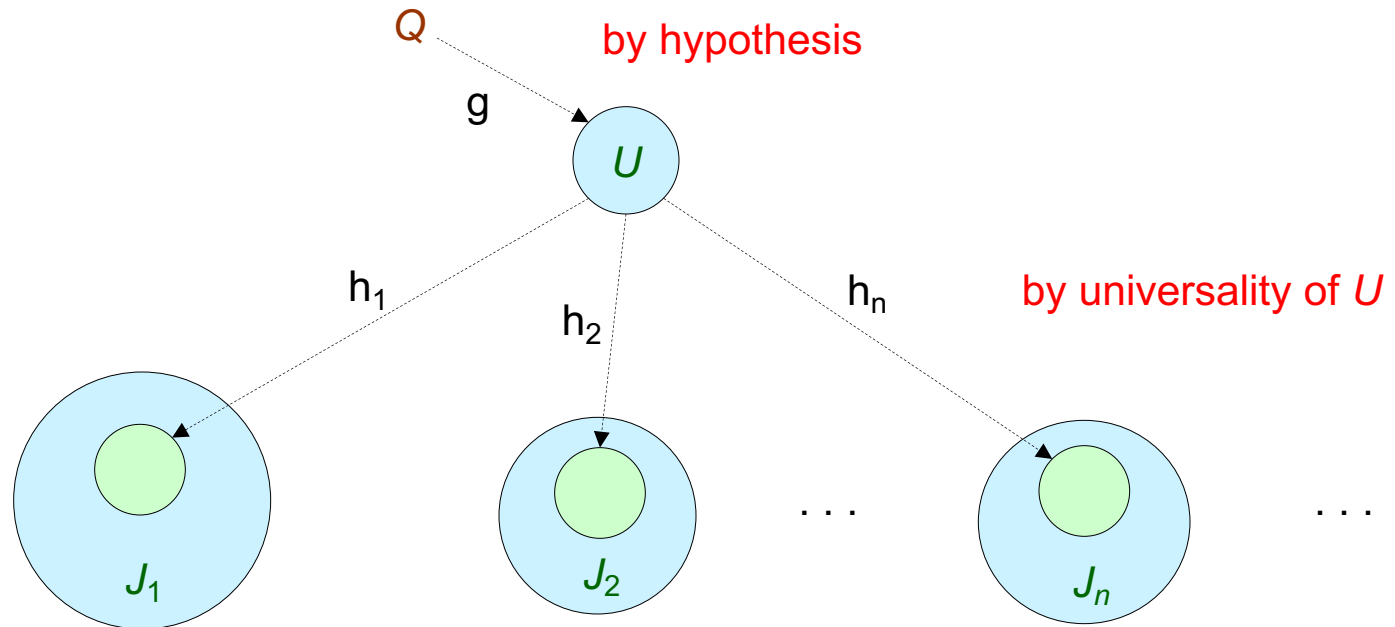 Q
by hypothesis
g
U
h₁
h₂
hₙ
by universality of U
. . .
. . .
J₁
J₂
Jₙ